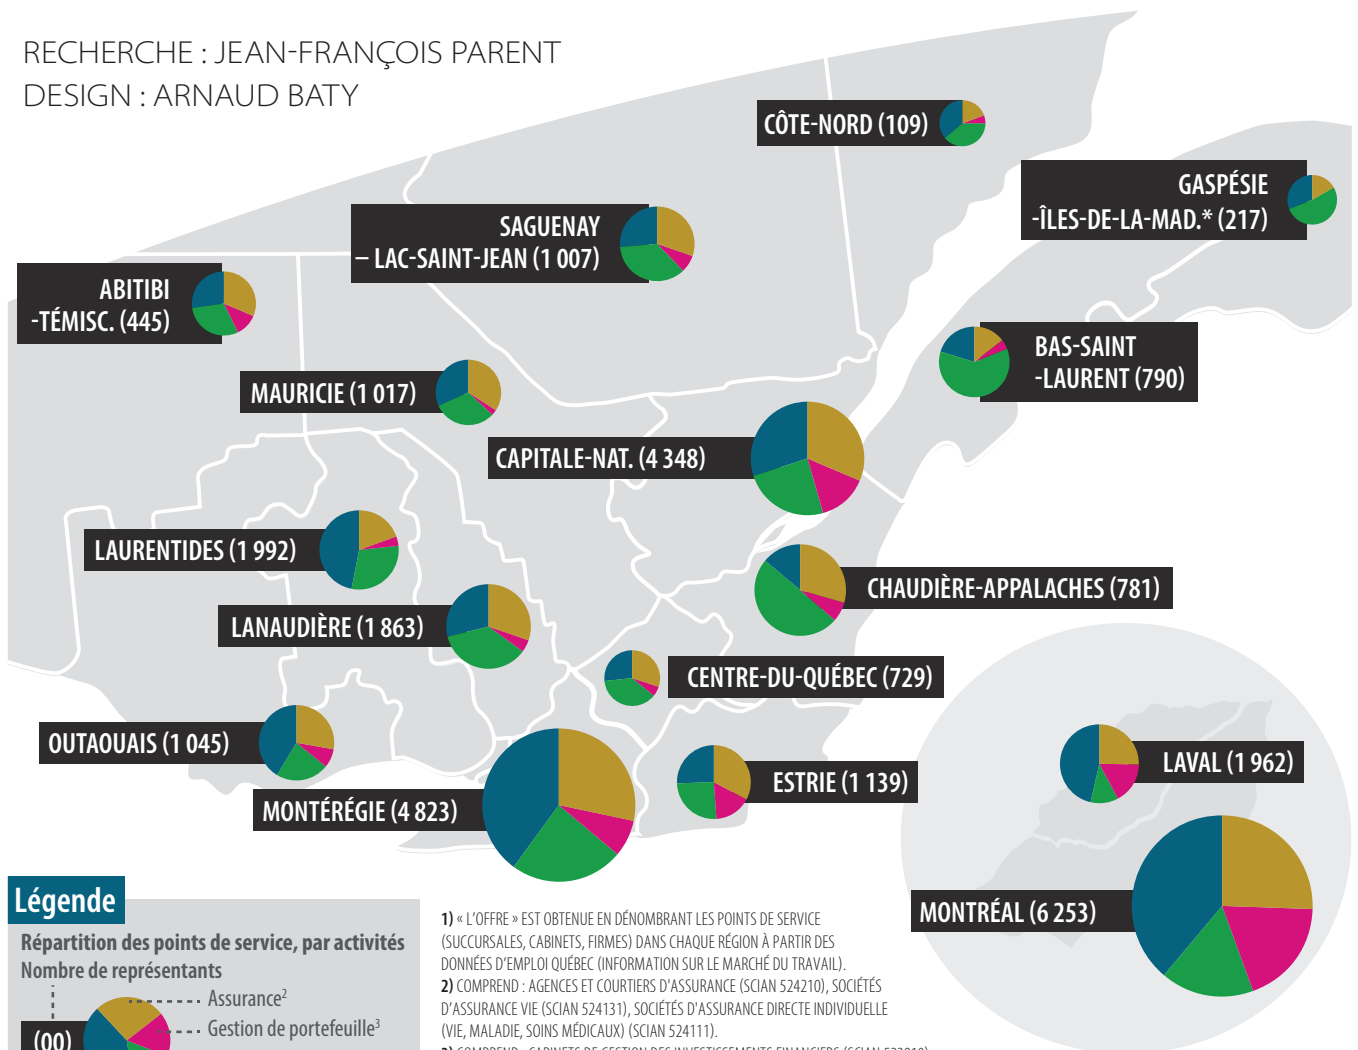 RECHERCHE : JEAN-FRANÇOIS PARENT
DESIGN : ARNAUD BATY
CÔTE-NORD (109)
GASPÉSIE
-ÎLES-DE-LA-MAD.* (217)
SAGUENAY
– LAC-SAINT-JEAN (1 007)
ABITIBI
-TÉMISC. (445)
BAS-SAINT
-LAURENT (790)
MAURICIE (1 017)
CAPITALE-NAT. (4 348)
LAURENTIDES (1 992)
CHAUDIÈRE-APPALACHES (781)
LANAUDIÈRE (1 863)
CENTRE-DU-QUÉBEC (729)
OUTAOUAIS (1 045)
LAVAL (1 962)
ESTRIE (1 139)
MONTÉRÉGIE (4 823)
MONTRÉAL (6 253)
Légende
Répartition des points de service, par activités
Nombre de représentants
Assurance²
Gestion de portefeuille³
(00)
1) « L'OFFRE » EST OBTENUE EN DÉNOMBRANT LES POINTS DE SERVICE
(SUCCURSALES, CABINETS, FIRMES) DANS CHAQUE RÉGION À PARTIR DES
DONNÉES D'EMPLOI QUÉBEC (INFORMATION SUR LE MARCHÉ DU TRAVAIL).
2) COMPREND : AGENCES ET COURTIERS D'ASSURANCE (SCIAN 524210), SOCIÉTÉS
D'ASSURANCE VIE (SCIAN 524131), SOCIÉTÉS D'ASSURANCE DIRECTE INDIVIDUELLE
(VIE, MALADIE, SOINS MÉDICAUX) (SCIAN 524111).